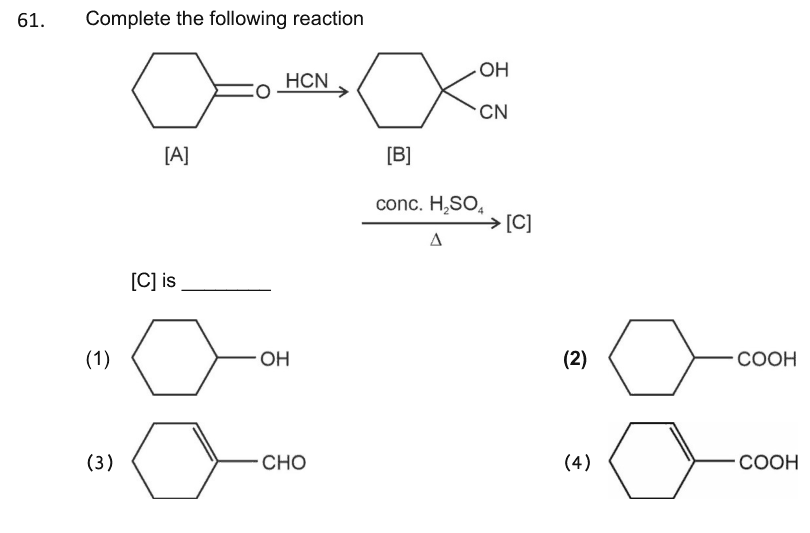 61. Complete the following reaction
O HCN OH
CN
[A] [B]
conc. H₂SO₄
Δ
[C]
[C] is ________
(1) OH (2) COOH
(3) CHO (4) COOH